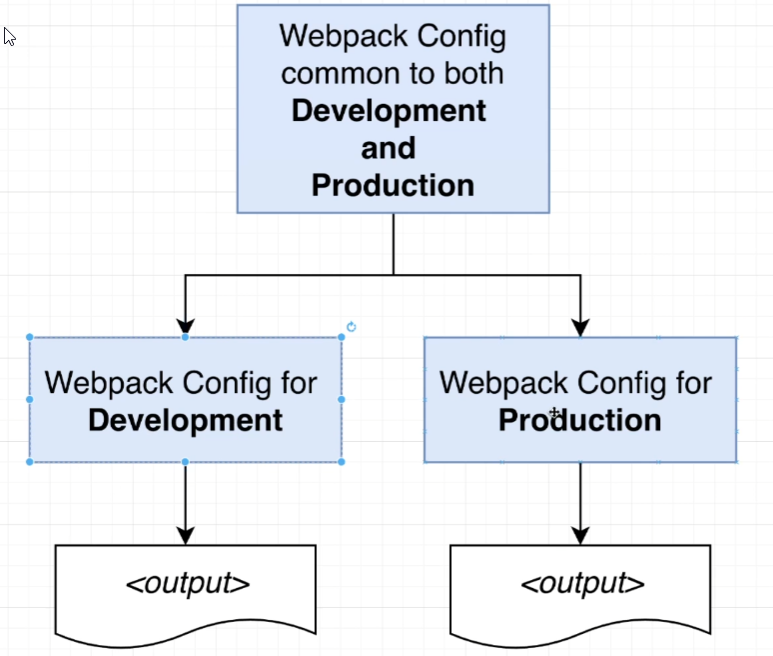 Webpack Config
common to both
Development
and
Production
Webpack Config for
Development
Webpack Config for
Production
<output>
<output>